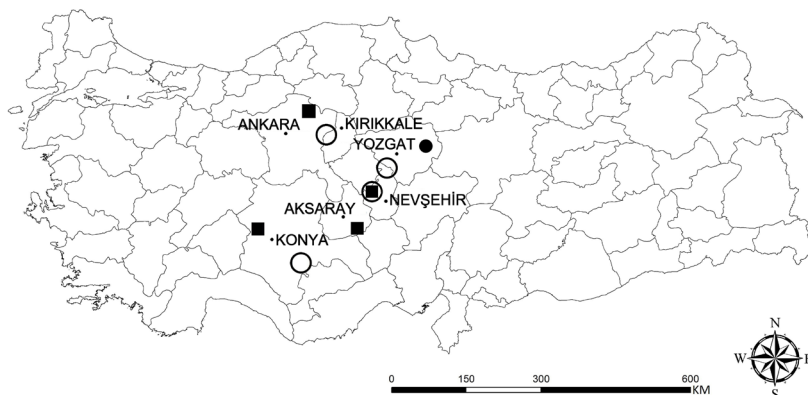 ANKARA
KIRIKKALE
YOZGAT
NEVŞEHİR
AKSARAY
KONYA
N
W E
S
0 150 300 600
KM